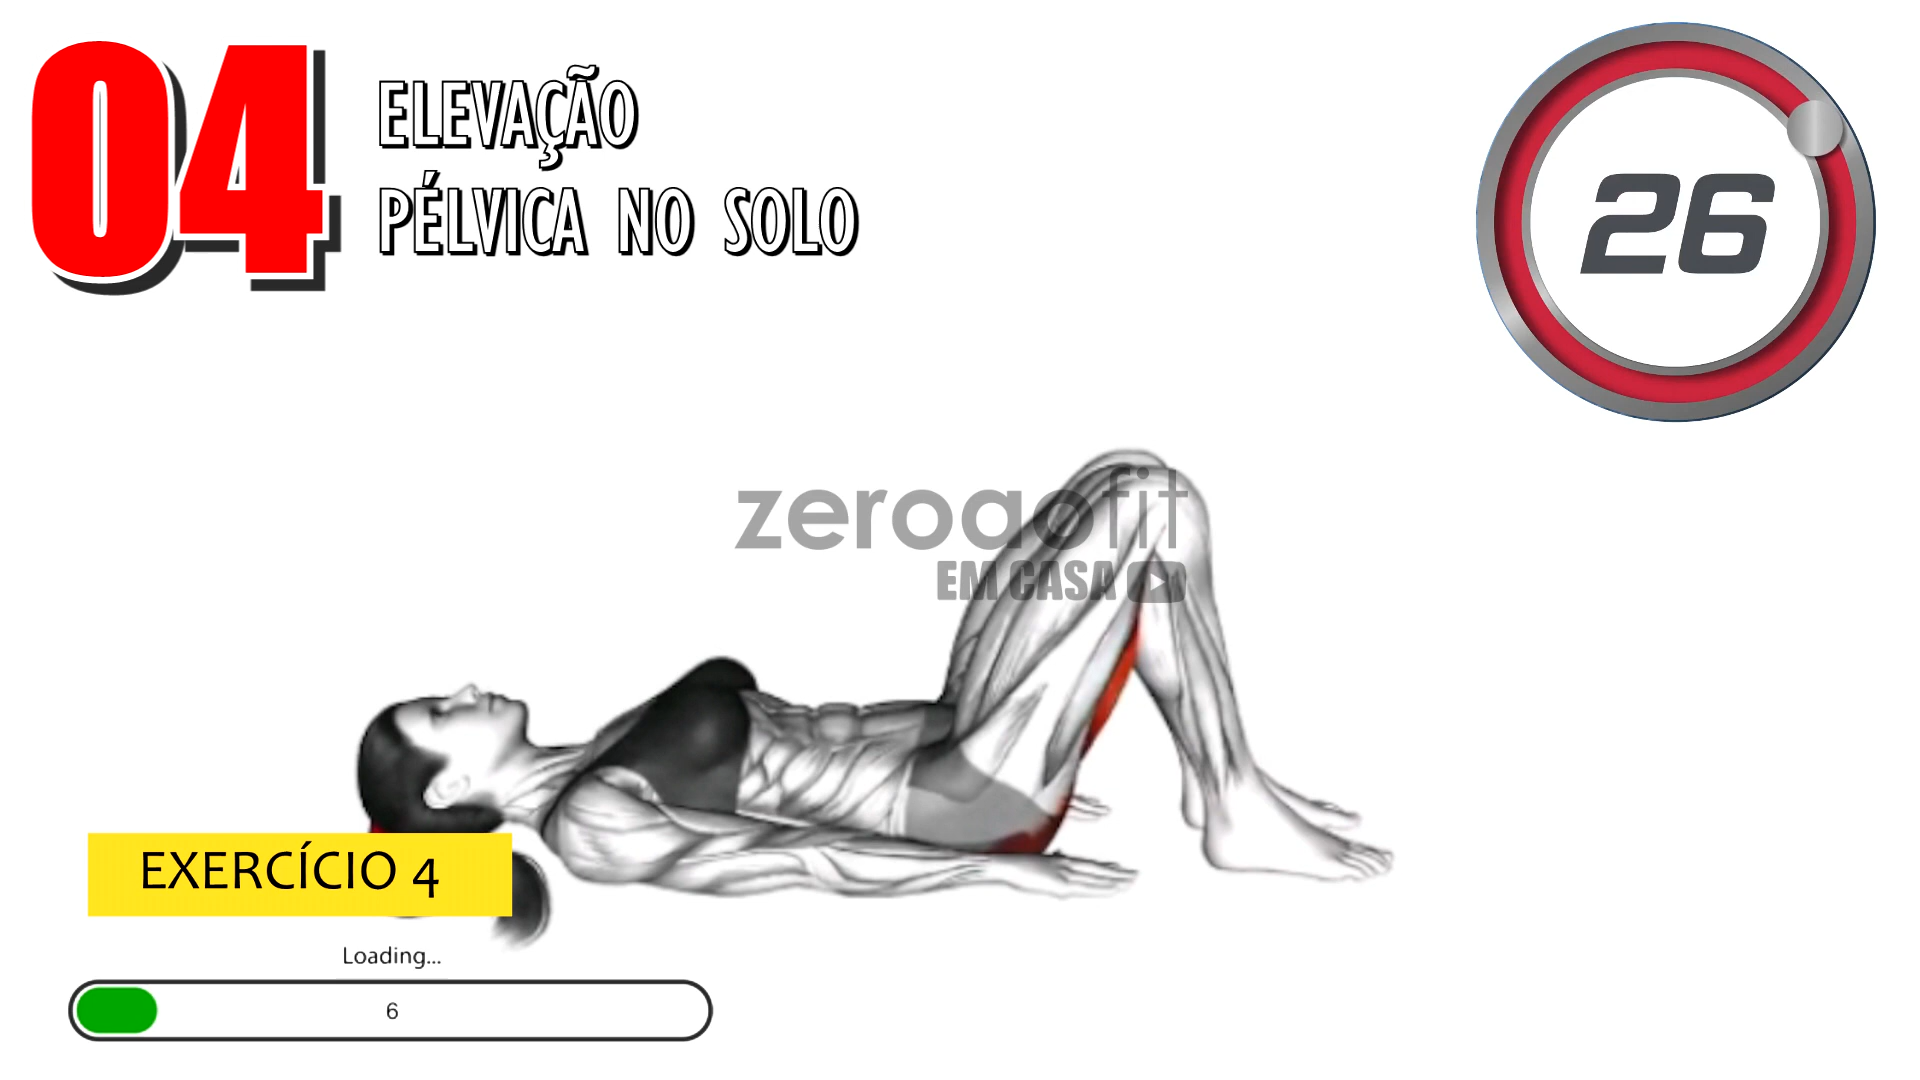 04
ELEVAÇÃO
PÉLVICA NO SOLO
26
zeroaofit
EM CASA
EXERCÍCIO 4
Loading...
6